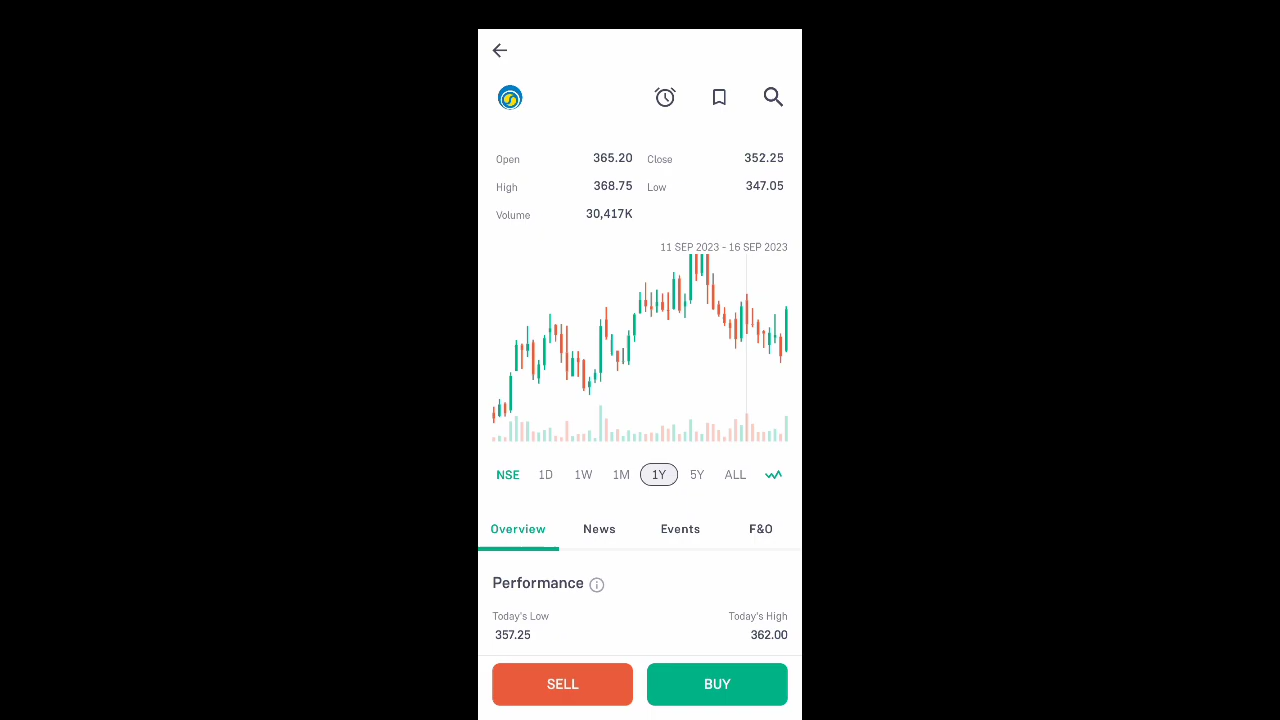 Open 365.20 Close 352.25
High 368.75 Low 347.05
Volume 30,417K
11 SEP 2023 - 16 SEP 2023
NSE 1D 1W 1M 1Y 5Y ALL
Overview News Events F&O
Performance
Today's Low Today's High
357.25 362.00
SELL BUY